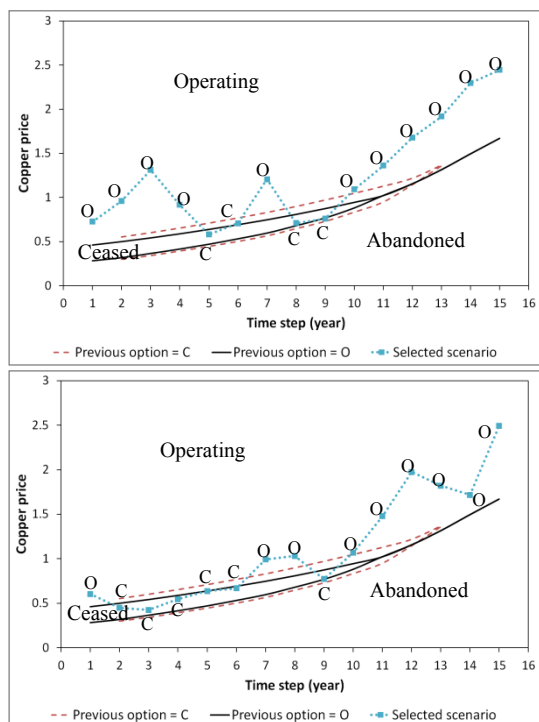 Copper price
3
2.5
2
1.5
1
0.5
0
Operating
Ceased
Abandoned
O
O
O
O
C
C
O
C
C
O
O
O
O
O
O
0 1 2 3 4 5 6 7 8 9 10 11 12 13 14 15 16
Time step (year)
Previous option = C Previous option = O Selected scenario
Copper price
3
2.5
2
1.5
1
0.5
0
Operating
Ceased
Abandoned
O
C
C
C
C
C
O
O
C
O
O
O
O
O
O
0 1 2 3 4 5 6 7 8 9 10 11 12 13 14 15 16
Time step (year)
Previous option = C Previous option = O Selected scenario